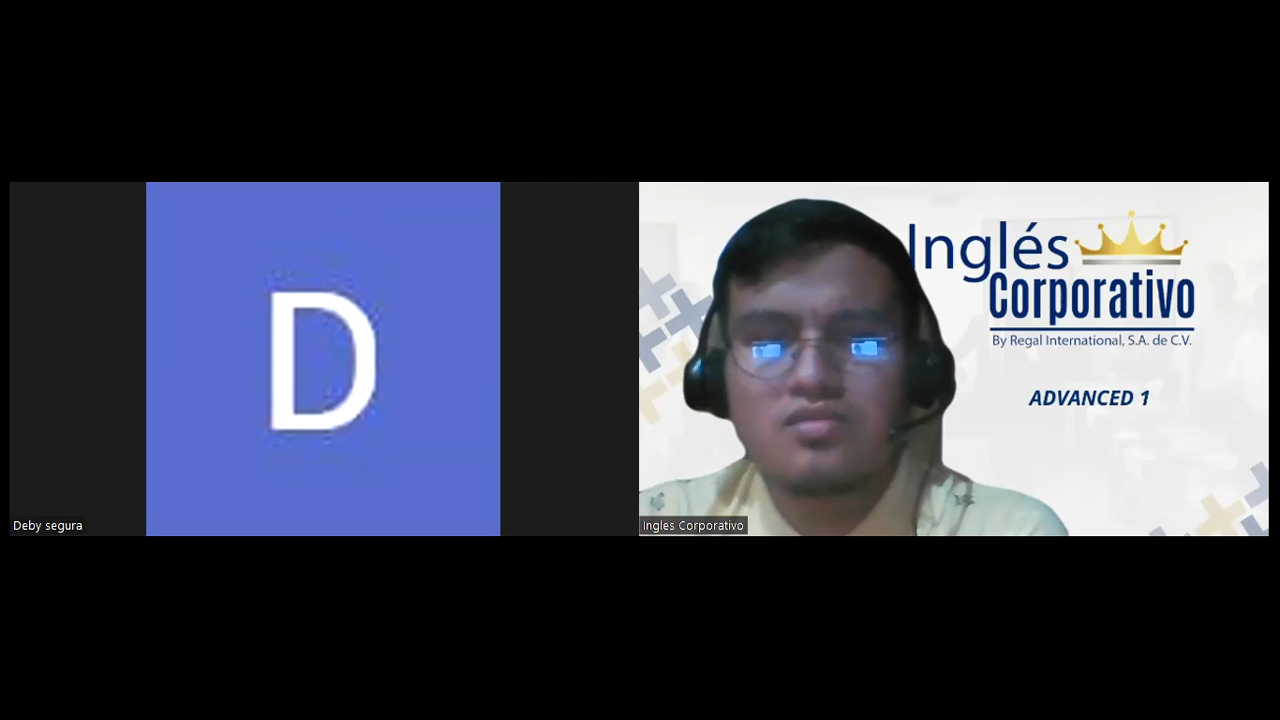 D
Deby segura
Inglés
Corporativo
By Regal International, S.A. de C.V.
ADVANCED 1
Ingles Corporativo